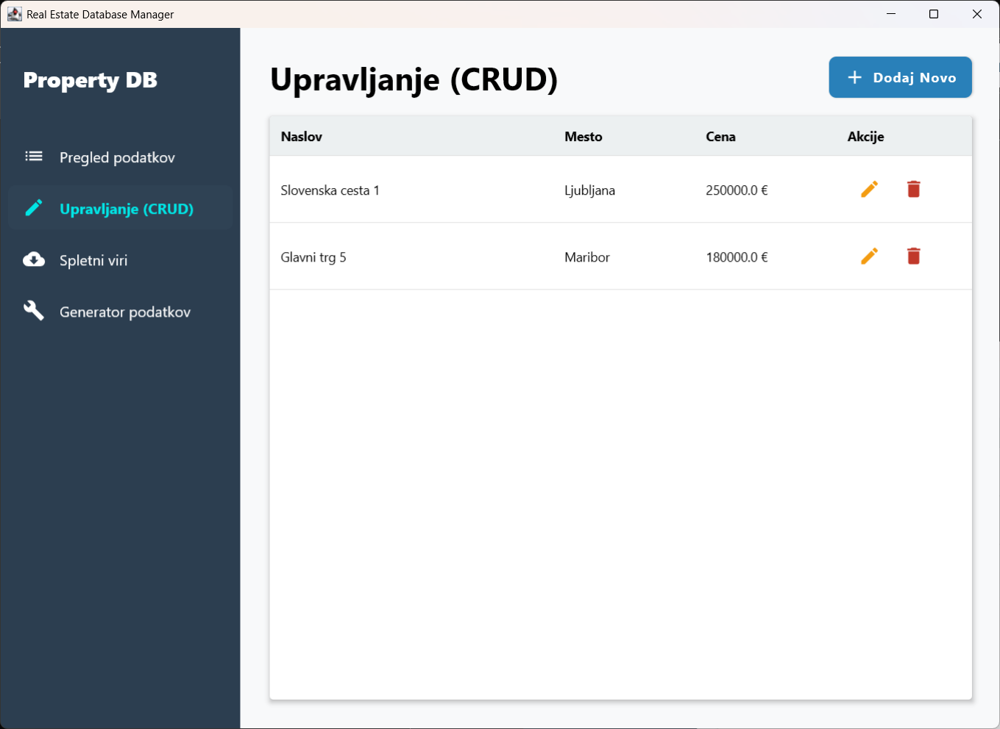 Real Estate Database Manager
Property DB
Pregled podatkov
Upravljanje (CRUD)
Spletni viri
Generator podatkov
Upravljanje (CRUD)
Dodaj Novo
Naslov Mesto Cena Akcije
Slovenska cesta 1 Ljubljana 250000.0 €
Glavni trg 5 Maribor 180000.0 €